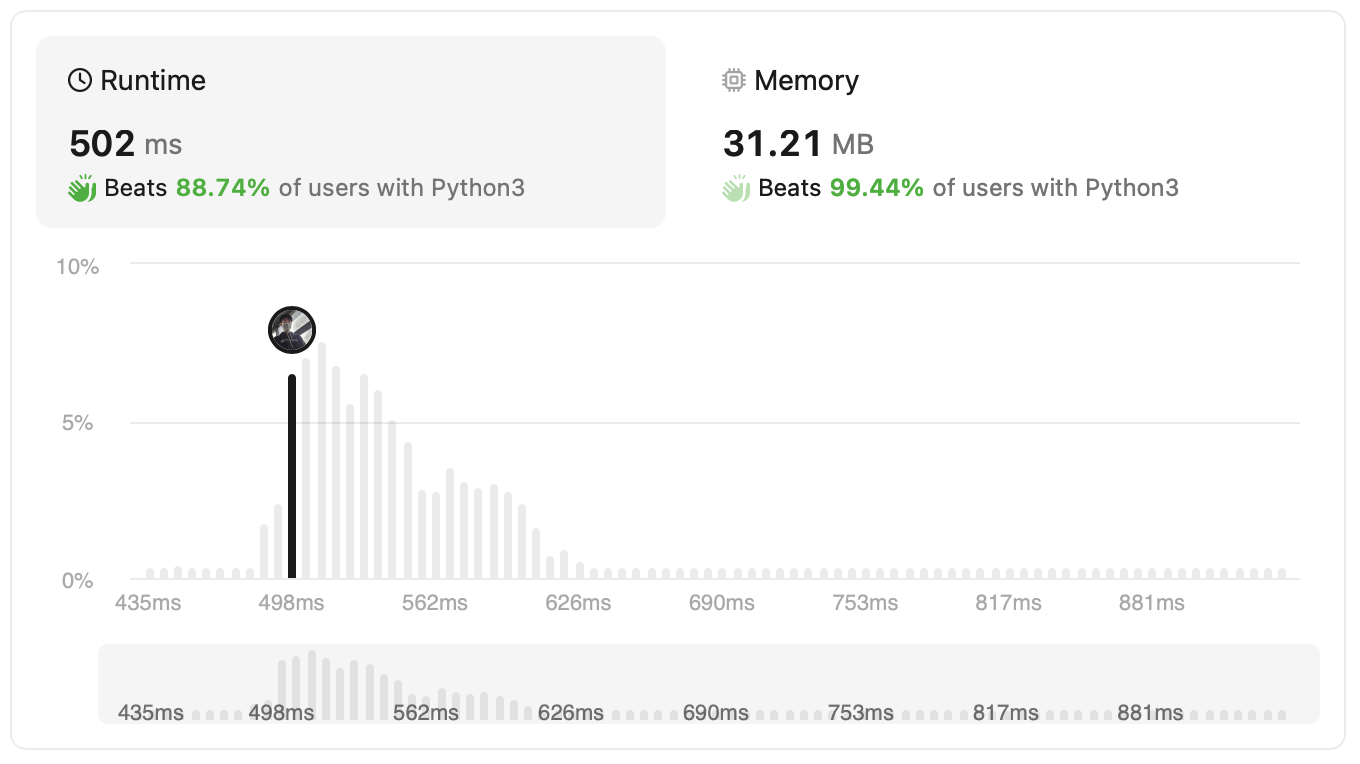 Runtime
502 ms
Beats 88.74% of users with Python3
Memory
31.21 MB
Beats 99.44% of users with Python3
10%
5%
0%
435ms 498ms 562ms 626ms 690ms 753ms 817ms 881ms
435ms 498ms 562ms 626ms 690ms 753ms 817ms 881ms